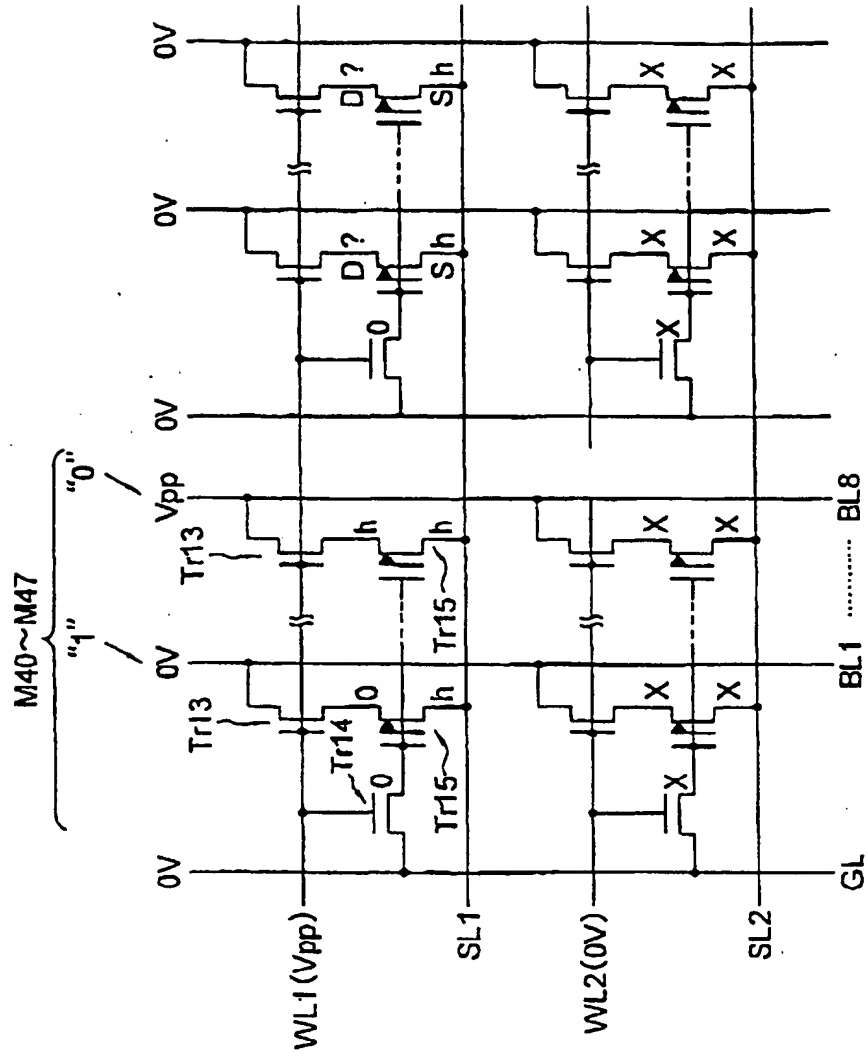 M40~M47
"1" "0"
0V 0V Vpp 0V 0V 0V
Tr13 Tr13
WL1(Vpp)
Tr14
0 h D ? D ?
0 0
h h S h S h
Tr15 Tr15
SL1
WL2(0V)
X X X X
X X
X X X X
SL2
GL BL1 ......... BL8